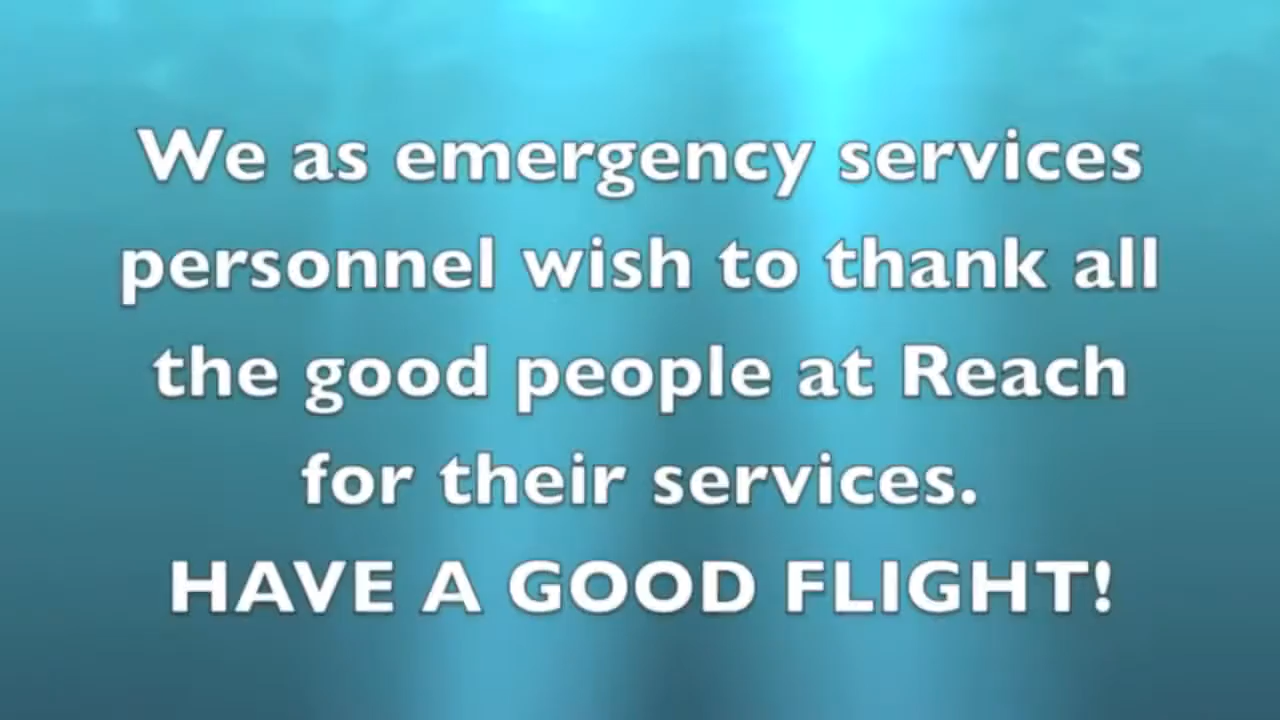 We as emergency services
personnel wish to thank all
the good people at Reach
for their services.
HAVE A GOOD FLIGHT!